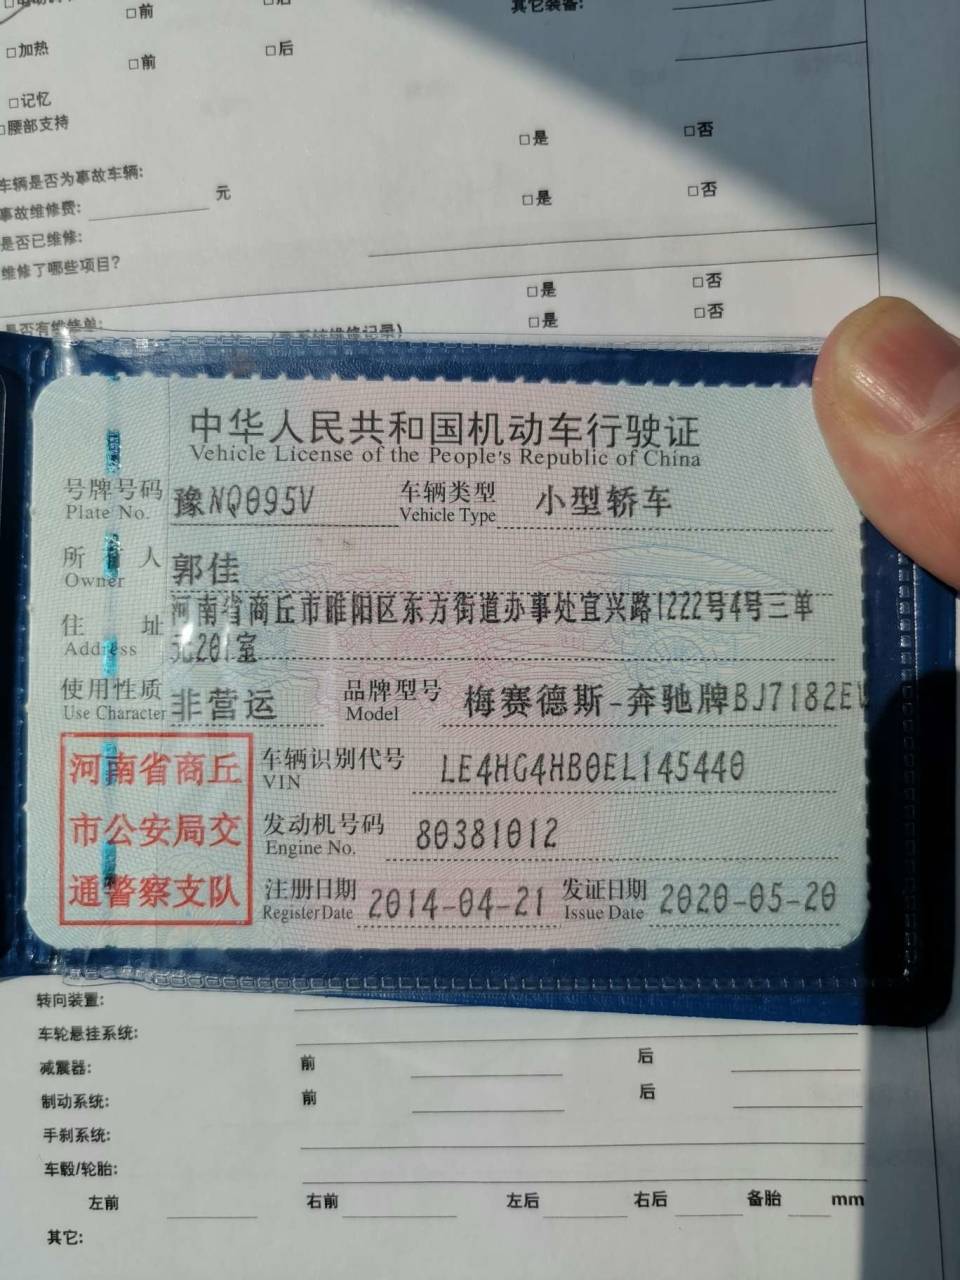 □前
其它装备:
□加热
□前
□后
□记忆
□腰部支持
□是
□否
车辆是否为事故车辆:
□是
□否
事故维修费:
元
是否已维修:
维修了哪些项目?
□是
□否
□是
□否
中华人民共和国机动车行驶证
Vehicle License of the People's Republic of China
号牌号码 豫NQ095V 车辆类型 小型轿车
Plate No. Vehicle Type
所有人 郭佳
Owner
住址 河南省商丘市睢阳区东方街道办事处宜兴路1222号4号三单
Address 元201室
使用性质 非营运 品牌型号 梅赛德斯-奔驰牌BJ7182EV
Use Character Model
车辆识别代号 LE4HG4HB0EL145440
VIN
发动机号码 80381012
Engine No.
注册日期 2014-04-21 发证日期 2020-05-20
Register Date Issue Date
河南省商丘
市公安局交
通警察支队
转向装置:
车轮悬挂系统:
减震器: 前 后
制动系统: 前 后
手刹系统:
车毂/轮胎:
左前 右前 左后 右后 备胎 mm
其它: